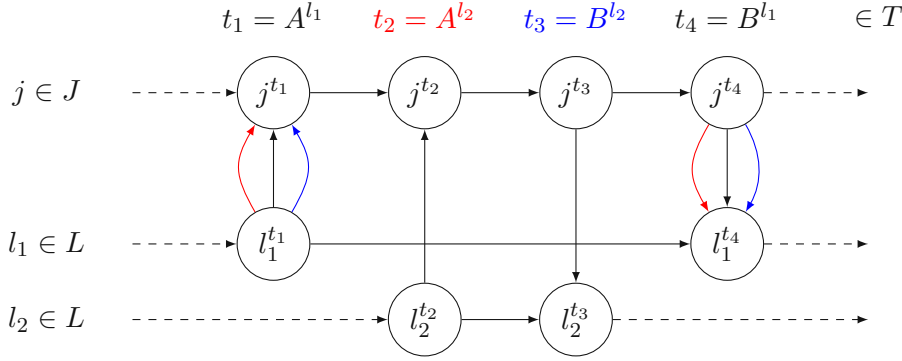 t₁ = A^{l₁} t₂ = A^{l₂} t₃ = B^{l₂} t₄ = B^{l₁} ∈ T
j ∈ J j^{t₁} j^{t₂} j^{t₃} j^{t₄}
l₁ ∈ L l₁^{t₁} l₁^{t₄}
l₂ ∈ L l₂^{t₂} l₂^{t₃}